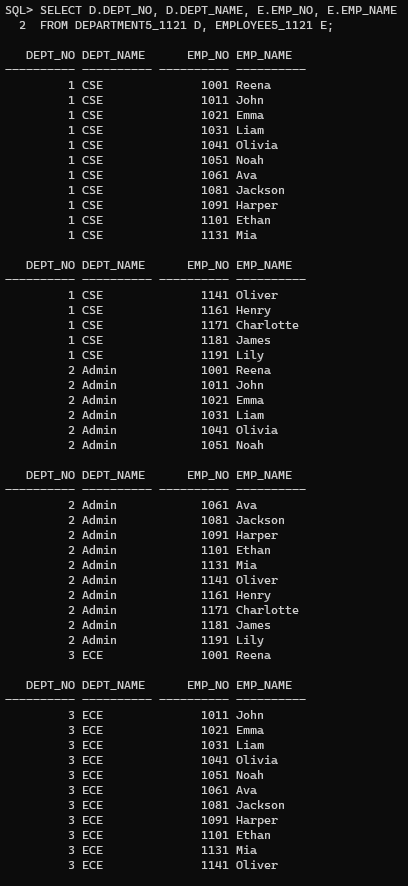 SQL> SELECT D.DEPT_NO, D.DEPT_NAME, E.EMP_NO, E.EMP_NAME
  2  FROM DEPARTMENT5_1121 D, EMPLOYEE5_1121 E;

   DEPT_NO DEPT_NAME      EMP_NO EMP_NAME
---------- ---------- ---------- ----------
         1 CSE              1001 Reena
         1 CSE              1011 John
         1 CSE              1021 Emma
         1 CSE              1031 Liam
         1 CSE              1041 Olivia
         1 CSE              1051 Noah
         1 CSE              1061 Ava
         1 CSE              1081 Jackson
         1 CSE              1091 Harper
         1 CSE              1101 Ethan
         1 CSE              1131 Mia

   DEPT_NO DEPT_NAME      EMP_NO EMP_NAME
---------- ---------- ---------- ----------
         1 CSE              1141 Oliver
         1 CSE              1161 Henry
         1 CSE              1171 Charlotte
         1 CSE              1181 James
         1 CSE              1191 Lily
         2 Admin            1001 Reena
         2 Admin            1011 John
         2 Admin            1021 Emma
         2 Admin            1031 Liam
         2 Admin            1041 Olivia
         2 Admin            1051 Noah

   DEPT_NO DEPT_NAME      EMP_NO EMP_NAME
---------- ---------- ---------- ----------
         2 Admin            1061 Ava
         2 Admin            1081 Jackson
         2 Admin            1091 Harper
         2 Admin            1101 Ethan
         2 Admin            1131 Mia
         2 Admin            1141 Oliver
         2 Admin            1161 Henry
         2 Admin            1171 Charlotte
         2 Admin            1181 James
         2 Admin            1191 Lily
         3 ECE              1001 Reena

   DEPT_NO DEPT_NAME      EMP_NO EMP_NAME
---------- ---------- ---------- ----------
         3 ECE              1011 John
         3 ECE              1021 Emma
         3 ECE              1031 Liam
         3 ECE              1041 Olivia
         3 ECE              1051 Noah
         3 ECE              1061 Ava
         3 ECE              1081 Jackson
         3 ECE              1091 Harper
         3 ECE              1101 Ethan
         3 ECE              1131 Mia
         3 ECE              1141 Oliver